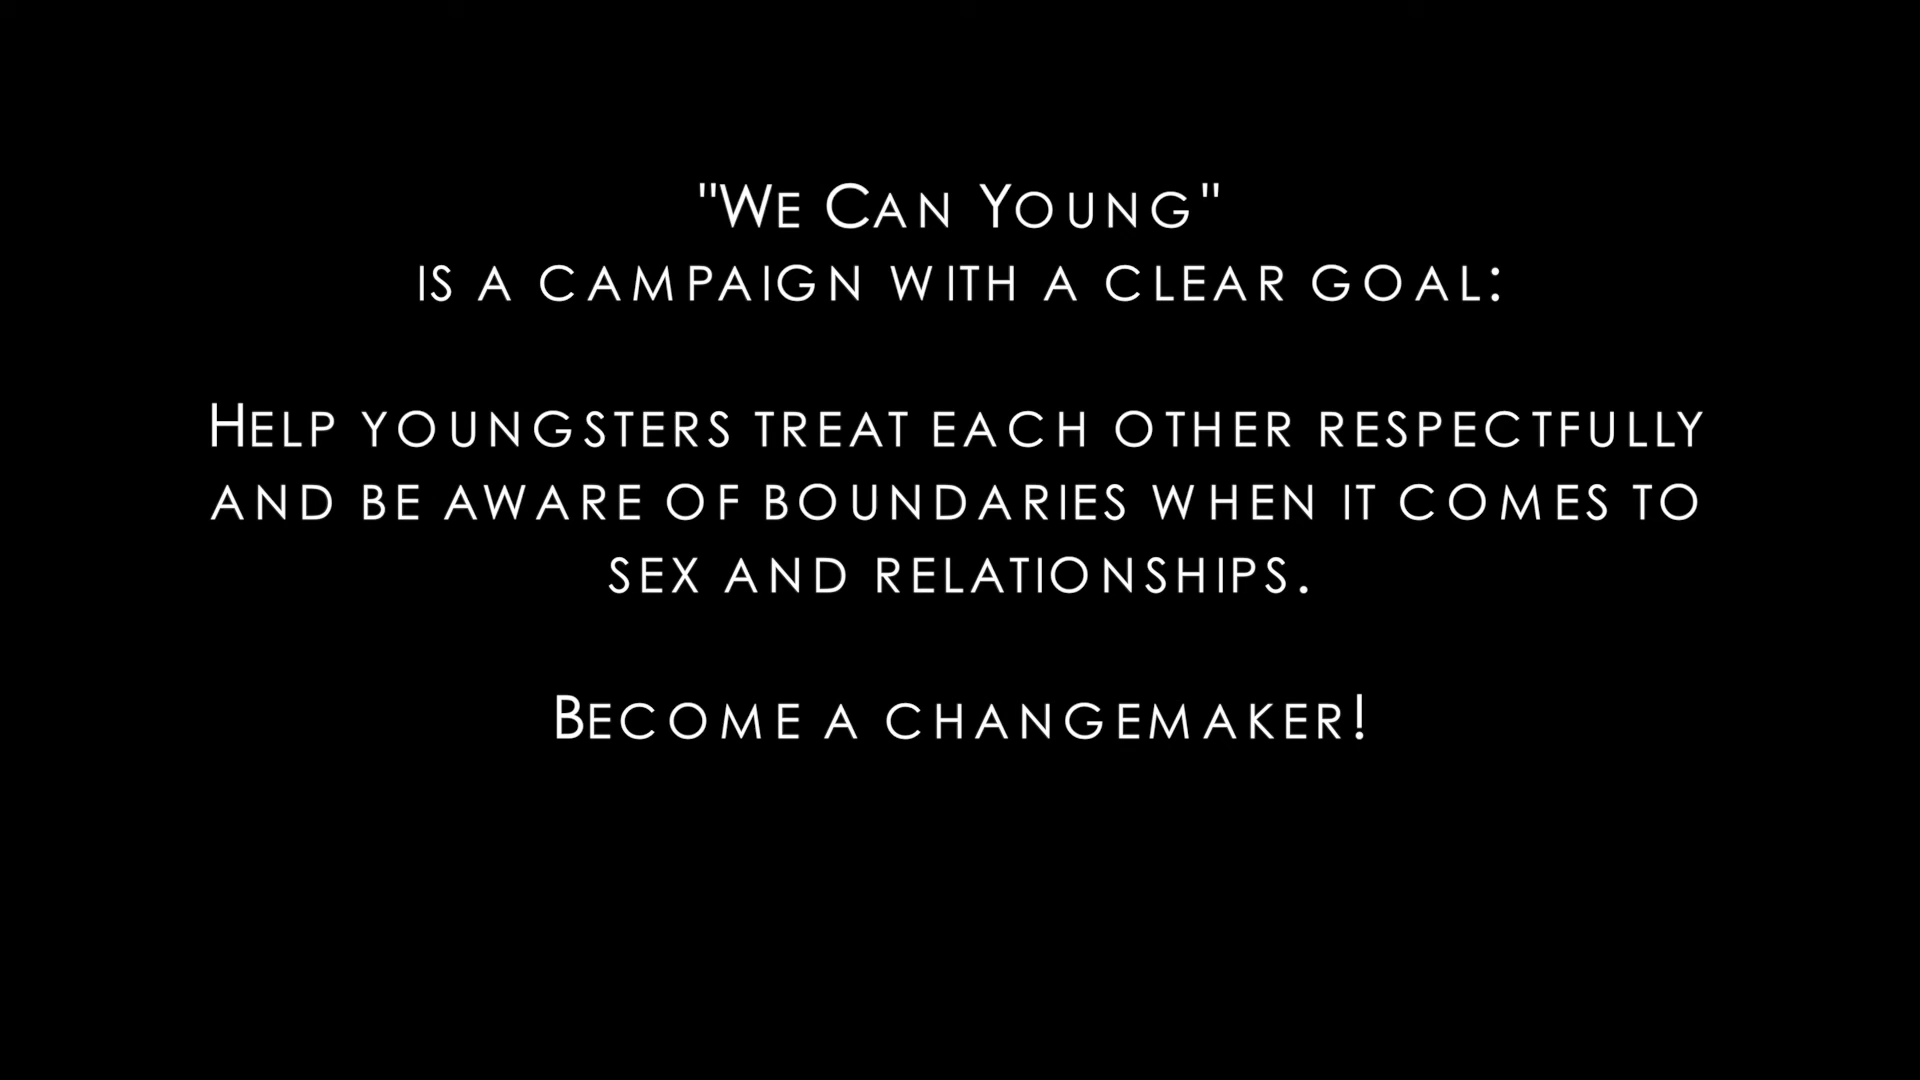 "We Can Young"
is a campaign with a clear goal:
Help youngsters treat each other respectfully
and be aware of boundaries when it comes to
sex and relationships.
Become a changemaker!